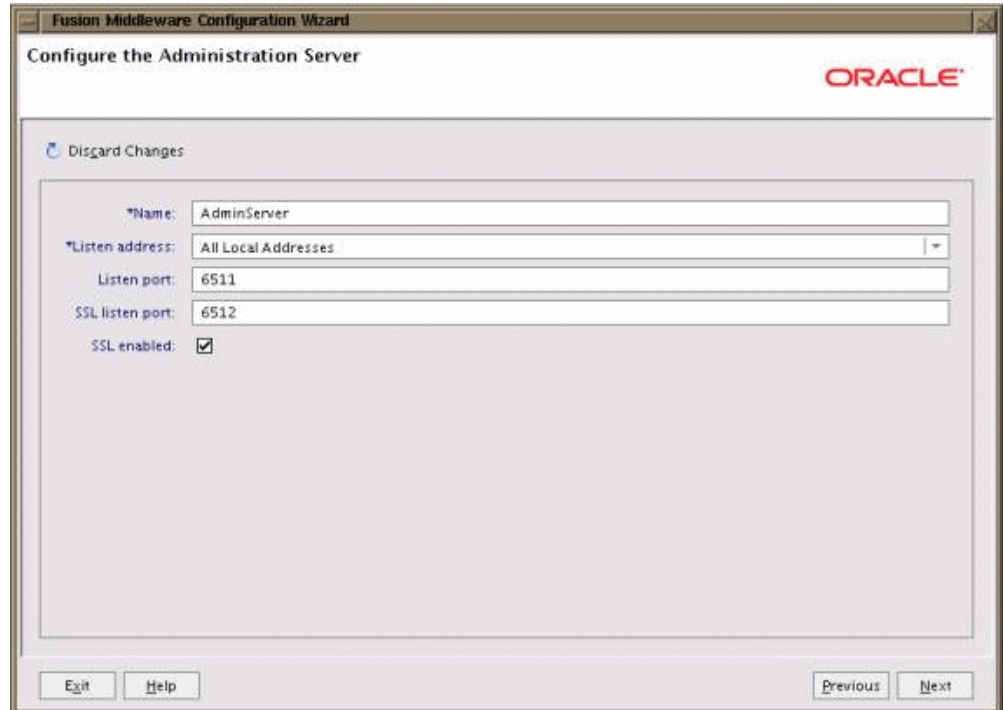 Fusion Middleware Configuration Wizard
Configure the Administration Server
ORACLE
Discard Changes
*Name: AdminServer
*Listen address: All Local Addresses
Listen port: 6511
SSL listen port: 6512
SSL enabled:
Exit Help Previous Next